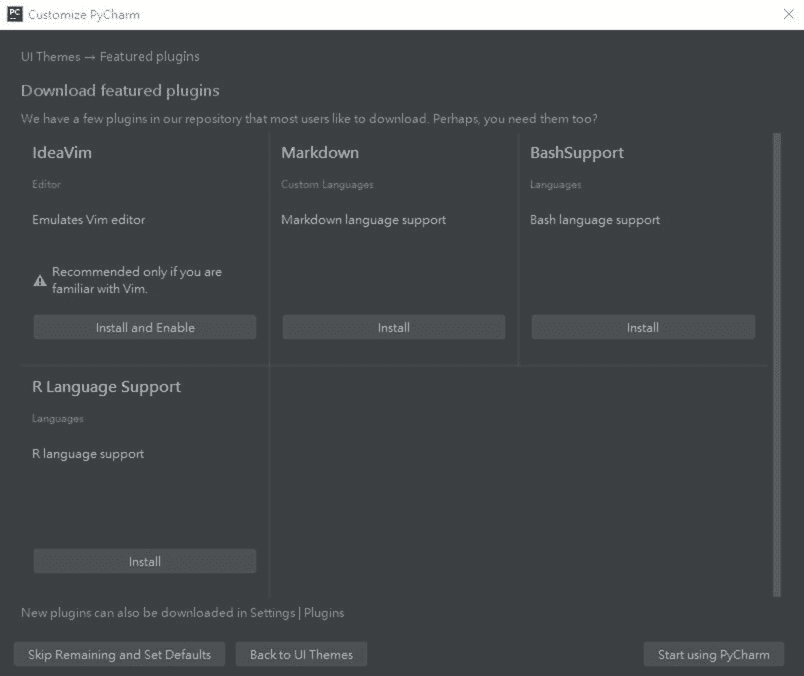 PC Customize PyCharm
UI Themes → Featured plugins
Download featured plugins
We have a few plugins in our repository that most users like to download. Perhaps, you need them too?
IdeaVim
Editor
Emulates Vim editor
Recommended only if you are
familiar with Vim.
Install and Enable
Markdown
Custom Languages
Markdown language support
Install
BashSupport
Languages
Bash language support
Install
R Language Support
Languages
R language support
Install
New plugins can also be downloaded in Settings | Plugins
Skip Remaining and Set Defaults
Back to UI Themes
Start using PyCharm